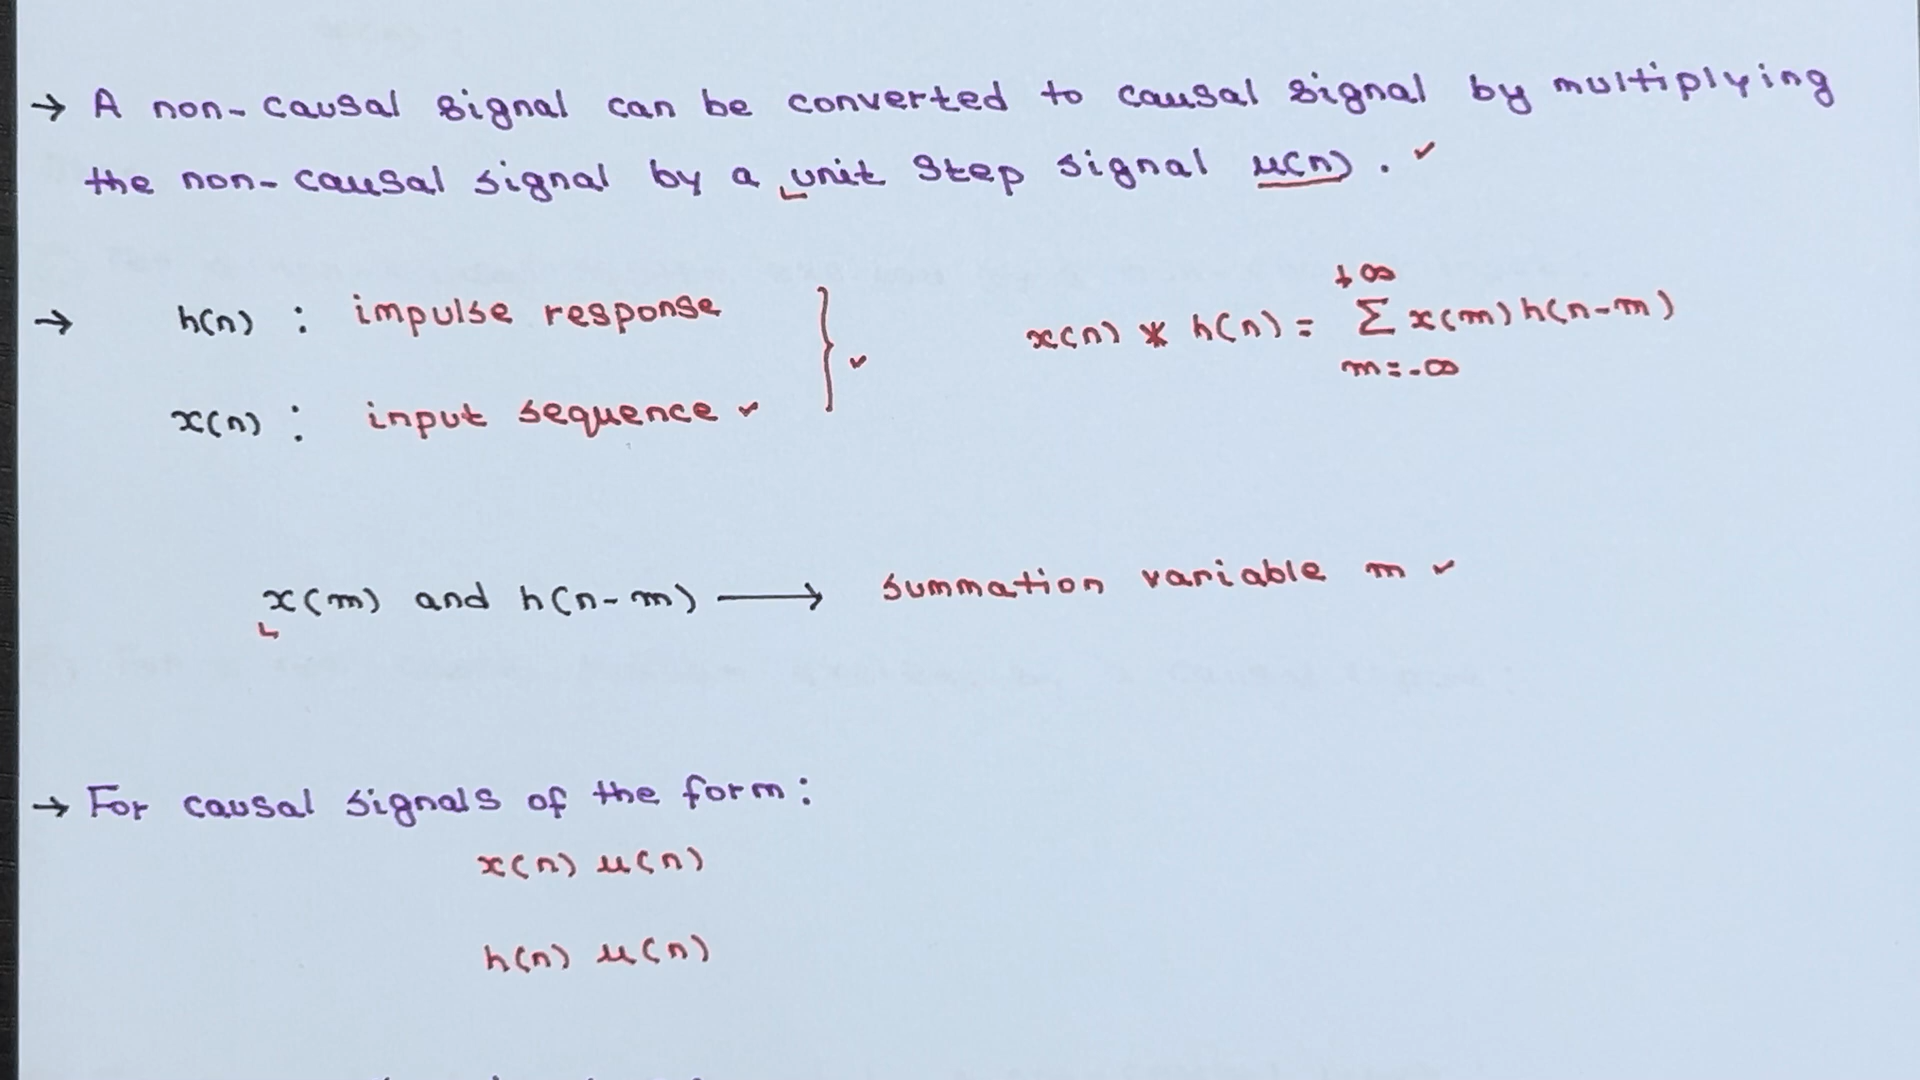 → A non-causal signal can be converted to causal signal by multiplying
the non-causal signal by a unit step signal u(n). ✓
→ h(n) : impulse response
x(n) : input sequence ✓
} ✓
x(n) * h(n) = +∞ Σ m=-∞ x(m) h(n-m)
x(m) and h(n-m) ⟶ summation variable m ✓
→ For causal signals of the form:
x(n) u(n)
h(n) u(n)